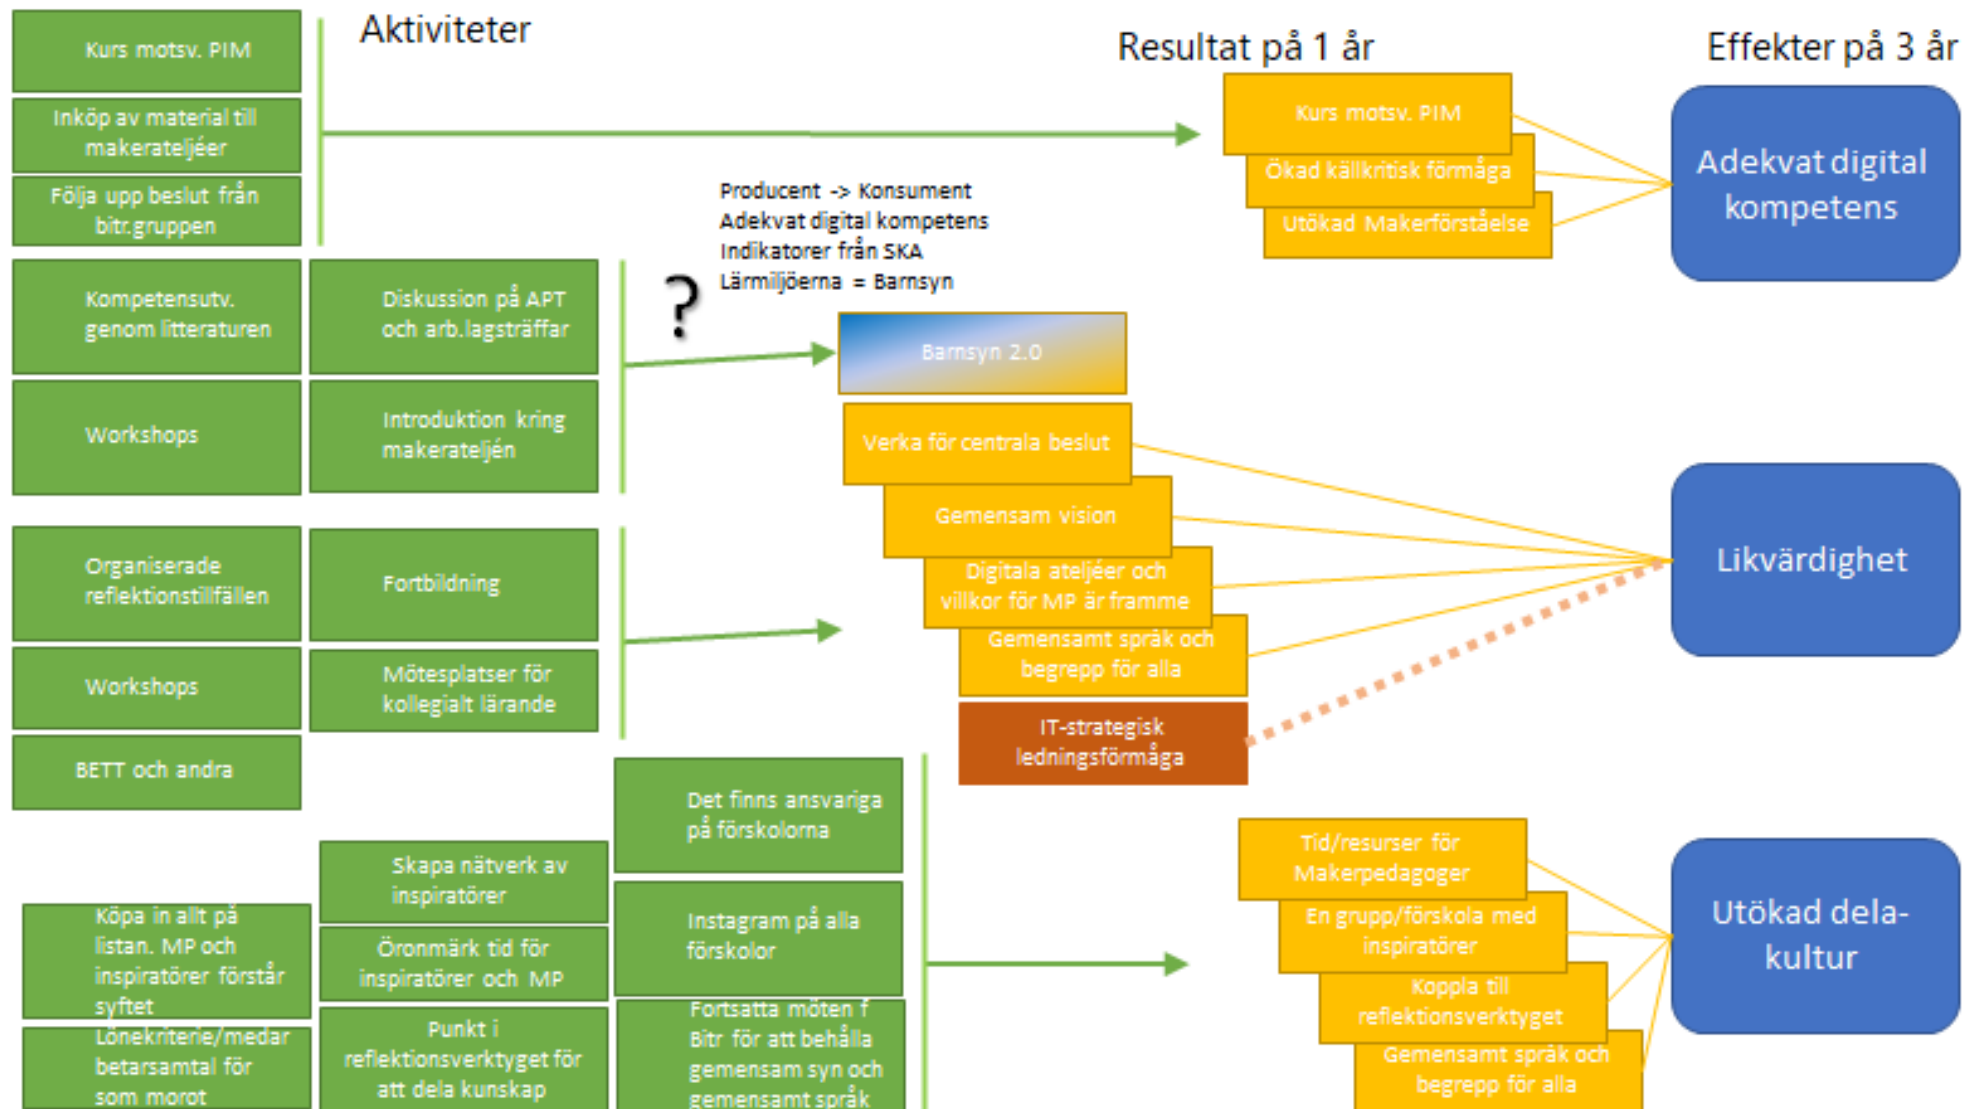 Aktiviteter
Resultat på 1 år
Effekter på 3 år
Kurs motsv. PIM
Inköp av material till
makerateljéer
Följa upp beslut från
bitr.gruppen
Kurs motsv. PIM
Ökad källkritisk förmåga
Utökad Makerförståelse
Adekvat digital
kompetens
Producent -> Konsument
Adekvat digital kompetens
Indikatorer från SKA
Lärmiljöerna = Barnsyn
?
Kompetensutv.
genom litteraturen
Diskussion på APT
och arb.lagsträffar
Workshops
Introduktion kring
makerateljén
Barnsyn 2.0
Verka för centrala beslut
Gemensam vision
Digitala ateljéer och
villkor för MP är framme
Gemensamt språk och
begrepp för alla
IT-strategisk
ledningsförmåga
Likvärdighet
Organiserade
reflektionstillfällen
Fortbildning
Workshops
Mötesplatser för
kollegialt lärande
BETT och andra
Det finns ansvariga
på förskolorna
Skapa nätverk av
inspiratörer
Instagram på alla
förskolor
Köpa in allt på
listan. MP och
inspiratörer förstår
syftet
Öronmärk tid för
inspiratörer och MP
Lönekriterie/medar
betarsamtal för
som morot
Punkt i
reflektionsverktyget för
att dela kunskap
Fortsatta möten f
Bitr för att behålla
gemensam syn och
gemensamt språk
Tid/resurser för
Makerpedagoger
En grupp/förskola med
inspiratörer
Koppla till
reflektionsverktyget
Gemensamt språk och
begrepp för alla
Utökad dela-
kultur